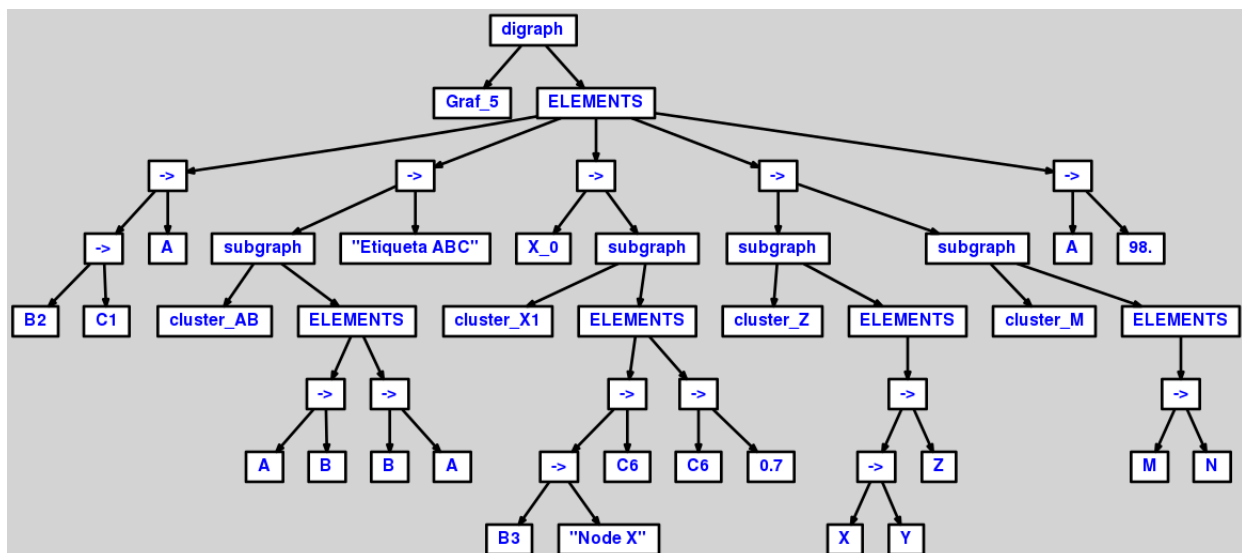 digraph
Graf_5 ELEMENTS
-> -> -> -> ->
-> A subgraph "Etiqueta ABC" X_0 subgraph subgraph subgraph A 98.
B2 C1 cluster_AB ELEMENTS cluster_X1 ELEMENTS cluster_Z ELEMENTS cluster_M ELEMENTS
-> -> -> -> -> ->
A B B A -> C6 C6 0.7 -> Z M N
B3 "Node X" X Y